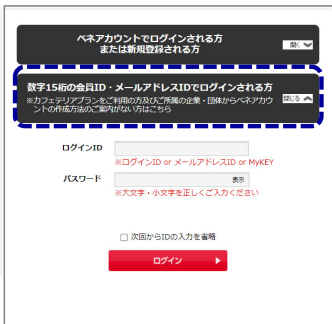 ベネアカウントでログインされる方
または新規登録される方
開く
数字15桁の会員ID・メールアドレスIDでログインされる方
※カフェテリアプランをご利用の方及びご所属の企業・団体からベネアカウ
ントの作成方法のご案内がない方はこちら
閉じる
ログインID
※ログインID or メールアドレスID or MyKEY
パスワード
表示
※大文字・小文字を正しくご入力ください
次回からIDの入力を省略
ログイン